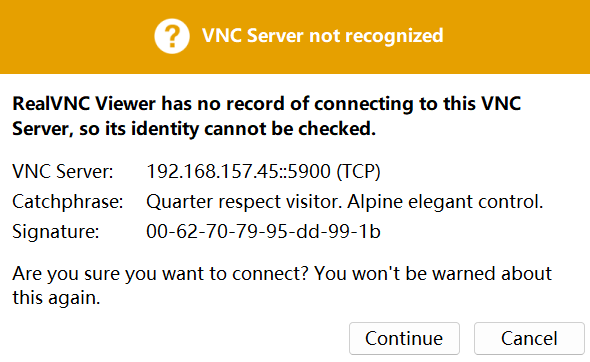 ?
VNC Server not recognized
RealVNC Viewer has no record of connecting to this VNC
Server, so its identity cannot be checked.
VNC Server: 192.168.157.45::5900 (TCP)
Catchphrase: Quarter respect visitor. Alpine elegant control.
Signature: 00-62-70-79-95-dd-99-1b
Are you sure you want to connect? You won't be warned about
this again.
Continue Cancel